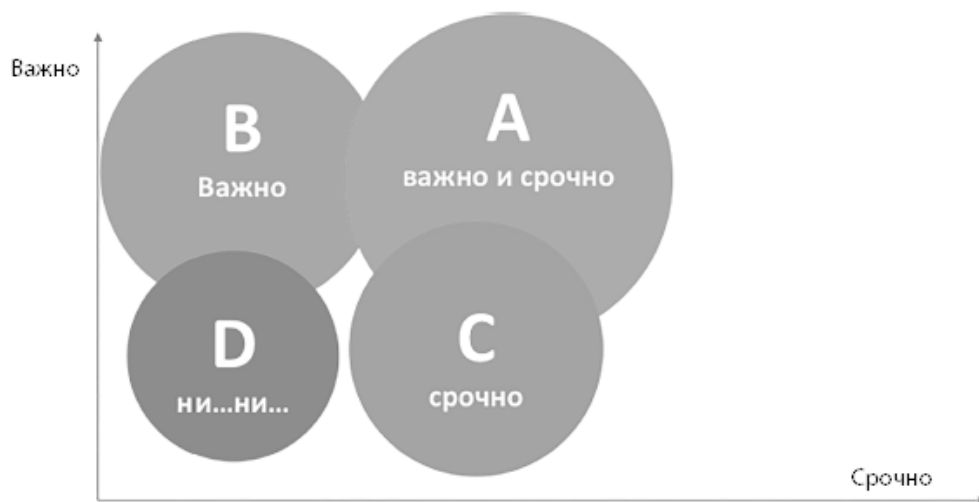 Важно
B
Важно
A
важно и срочно
D
ни...ни...
C
срочно
Срочно